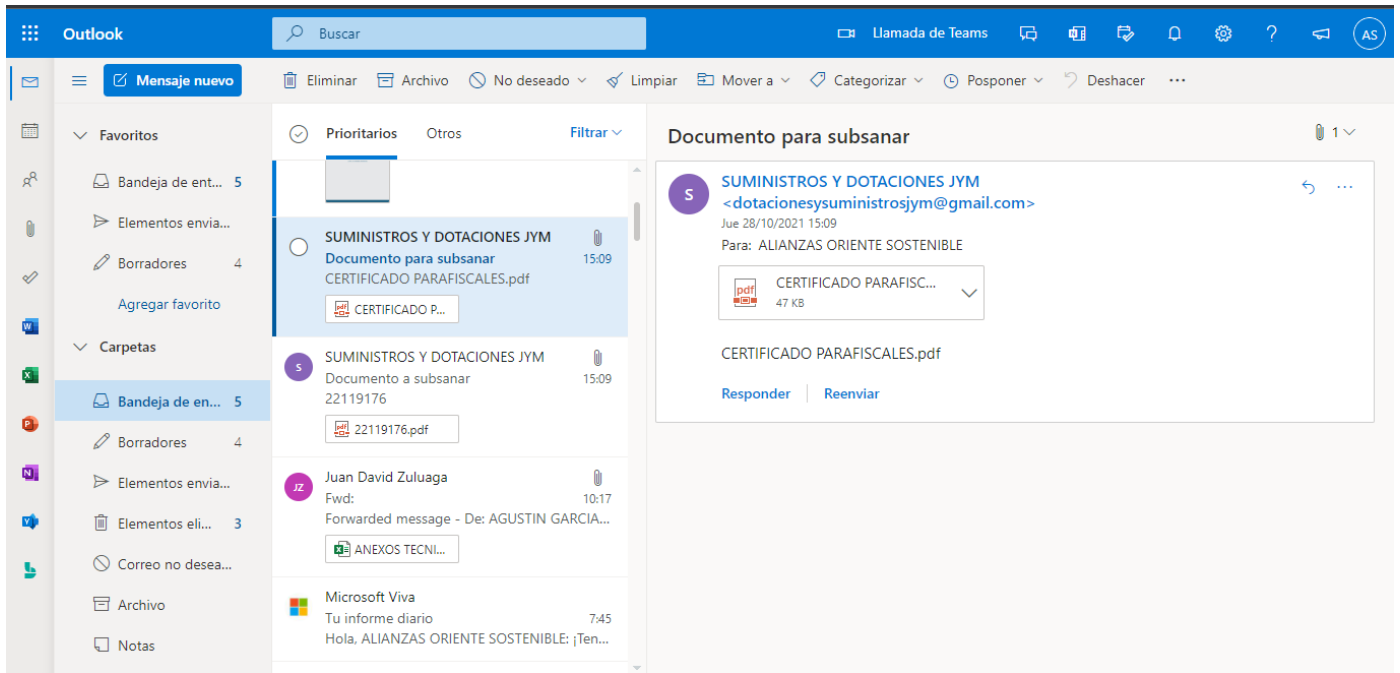 Outlook
Buscar
Llamada de Teams
AS
Mensaje nuevo
Eliminar
Archivo
No deseado
Limpiar
Mover a
Categorizar
Posponer
Deshacer
Favoritos
Bandeja de ent... 5
Elementos envia...
Borradores 4
Agregar favorito
Carpetas
Bandeja de en... 5
Borradores 4
Elementos envia...
Elementos eli... 3
Correo no desea...
Archivo
Notas
Prioritarios Otros Filtrar
SUMINISTROS Y DOTACIONES JYM
Documento para subsanar 15:09
CERTIFICADO PARAFISCALES.pdf
CERTIFICADO P...
S
SUMINISTROS Y DOTACIONES JYM
Documento a subsanar 15:09
22119176
22119176.pdf
JZ
Juan David Zuluaga
Fwd: 10:17
Forwarded message - De: AGUSTIN GARCIA...
ANEXOS TECNI...
Microsoft Viva
Tu informe diario 7:45
Hola, ALIANZAS ORIENTE SOSTENIBLE: ¡Ten...
Documento para subsanar 1
S
SUMINISTROS Y DOTACIONES JYM
<dotacionesysuministrosjym@gmail.com>
Jue 28/10/2021 15:09
Para: ALIANZAS ORIENTE SOSTENIBLE
CERTIFICADO PARAFISC...
47 KB
CERTIFICADO PARAFISCALES.pdf
Responder Reenviar